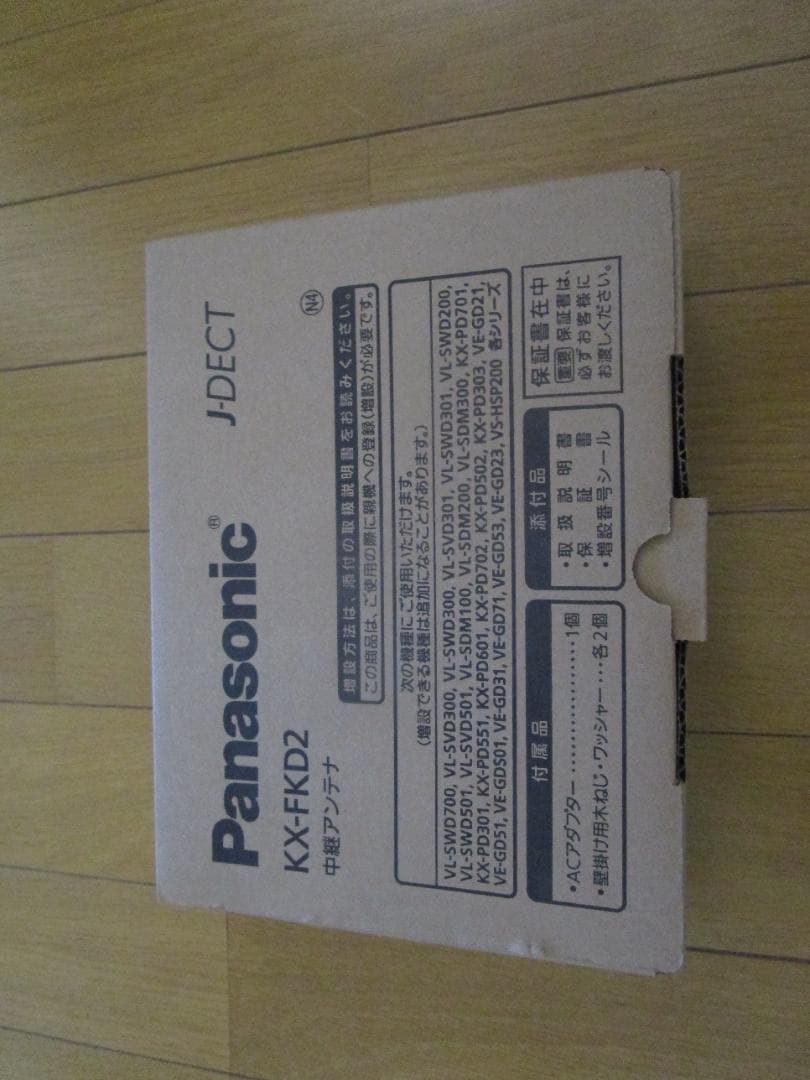 Panasonic®
J-DECT
KX-FKD2
中継アンテナ
N4
増設方法は、添付の取扱説明書をお読みください。
この商品は、ご使用の際に親機への登録(増設)が必要です。
次の機種にご使用いただけます。
(増設できる機種は追加になることがあります。)
VL-SWD700, VL-SVD300, VL-SWD300, VL-SVD301, VL-SWD301, VL-SWD200,
VL-SWD501, VL-SVD501, VL-SDM100, VL-SDM200, VL-SDM300, KX-PD701,
KX-PD301, KX-PD551, KX-PD601, KX-PD702, KX-PD502, KX-PD303, VE-GD21,
VE-GD51, VE-GDS01, VE-GD31, VE-GD71, VE-GD53, VE-GD23, VS-HSP200 各シリーズ
付属品
•ACアダプター ⋯⋯⋯⋯⋯⋯ 1個
•壁掛け用木ねじ・ワッシャー ⋯ 各2個
添付品
•取扱説明書
•保証書
•増設番号シール
保証書在中
重要 保証書は、
必ずお客様に
お渡しください。